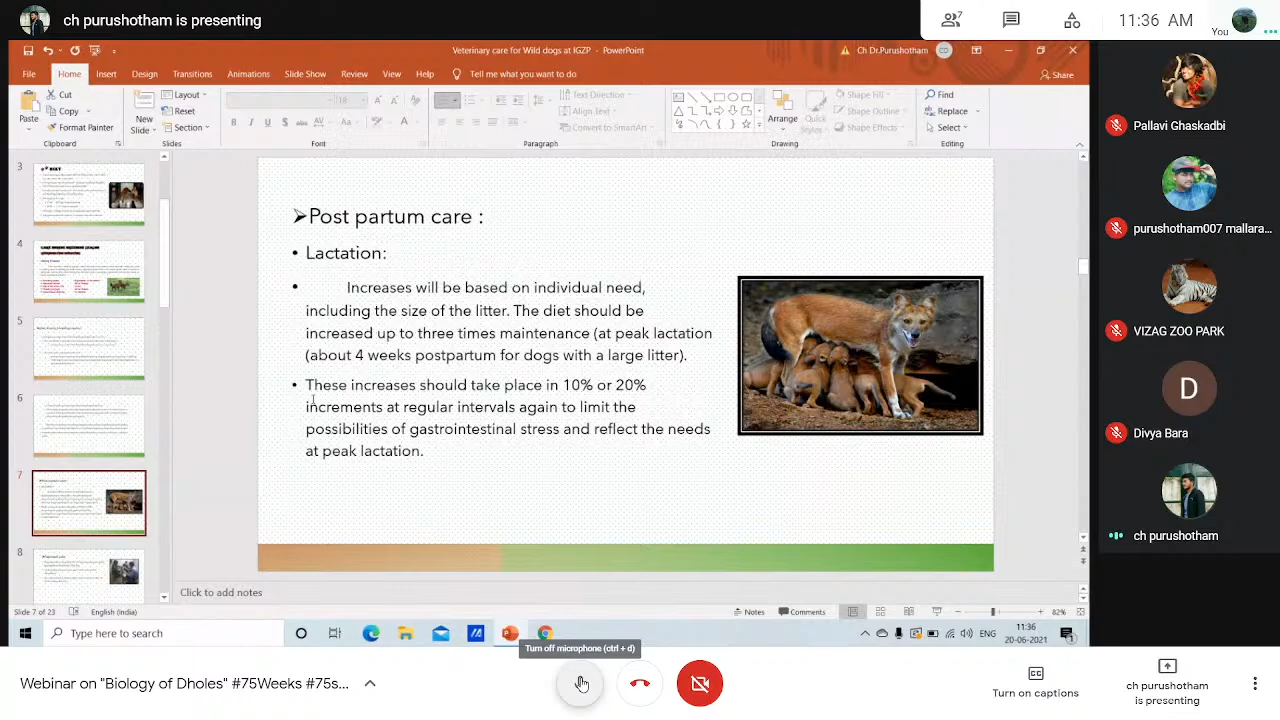 ch purushotham is presenting
7
11:36 AM
You
Veterinary care for Wild dogs at IGZP - PowerPoint
Ch Dr.Purushotham
CD
File
Home
Insert
Design
Transitions
Animations
Slide Show
Review
View
Help
Tell me what you want to do
Share
Paste
Cut
Copy
Format Painter
Clipboard
New
Slide
Layout
Reset
Section
Slides
18
Font
Text Direction
Align Text
Convert to SmartArt
Paragraph
Arrange
Quick
Styles
Shape Fill
Shape Outline
Shape Effects
Drawing
Find
Replace
Select
Editing
3
4
5
6
7
8
➢Post partum care :
• Lactation:
• Increases will be based on individual need,
including the size of the litter. The diet should be
increased up to three times maintenance (at peak lactation
(about 4 weeks postpartum for dogs with a large litter).
• These increases should take place in 10% or 20%
increments at regular intervals again to limit the
possibilities of gastrointestinal stress and reflect the needs
at peak lactation.
Click to add notes
Slide 7 of 23
English (India)
Notes
Comments
82%
Type here to search
ENG
11:36
20-06-2021
1
Pallavi Ghaskadbi
purushotham007 mallara...
VIZAG ZOO PARK
D
Divya Bara
ch purushotham
Turn off microphone (ctrl + d)
Webinar on "Biology of Dholes" #75Weeks #75s...
Turn on captions
ch purushotham
is presenting